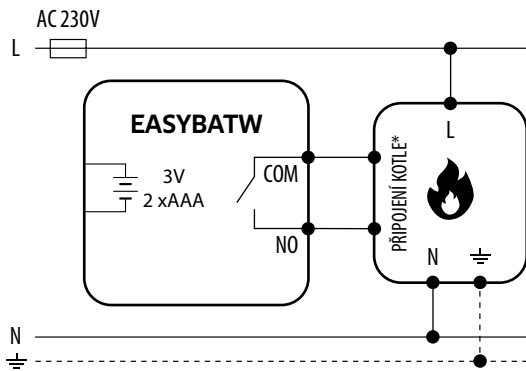 AC 230V
L
EASYBATW
3V
2 xAAA
COM
NO
PŘIPOJENÍ KOTLE*
L
N
N